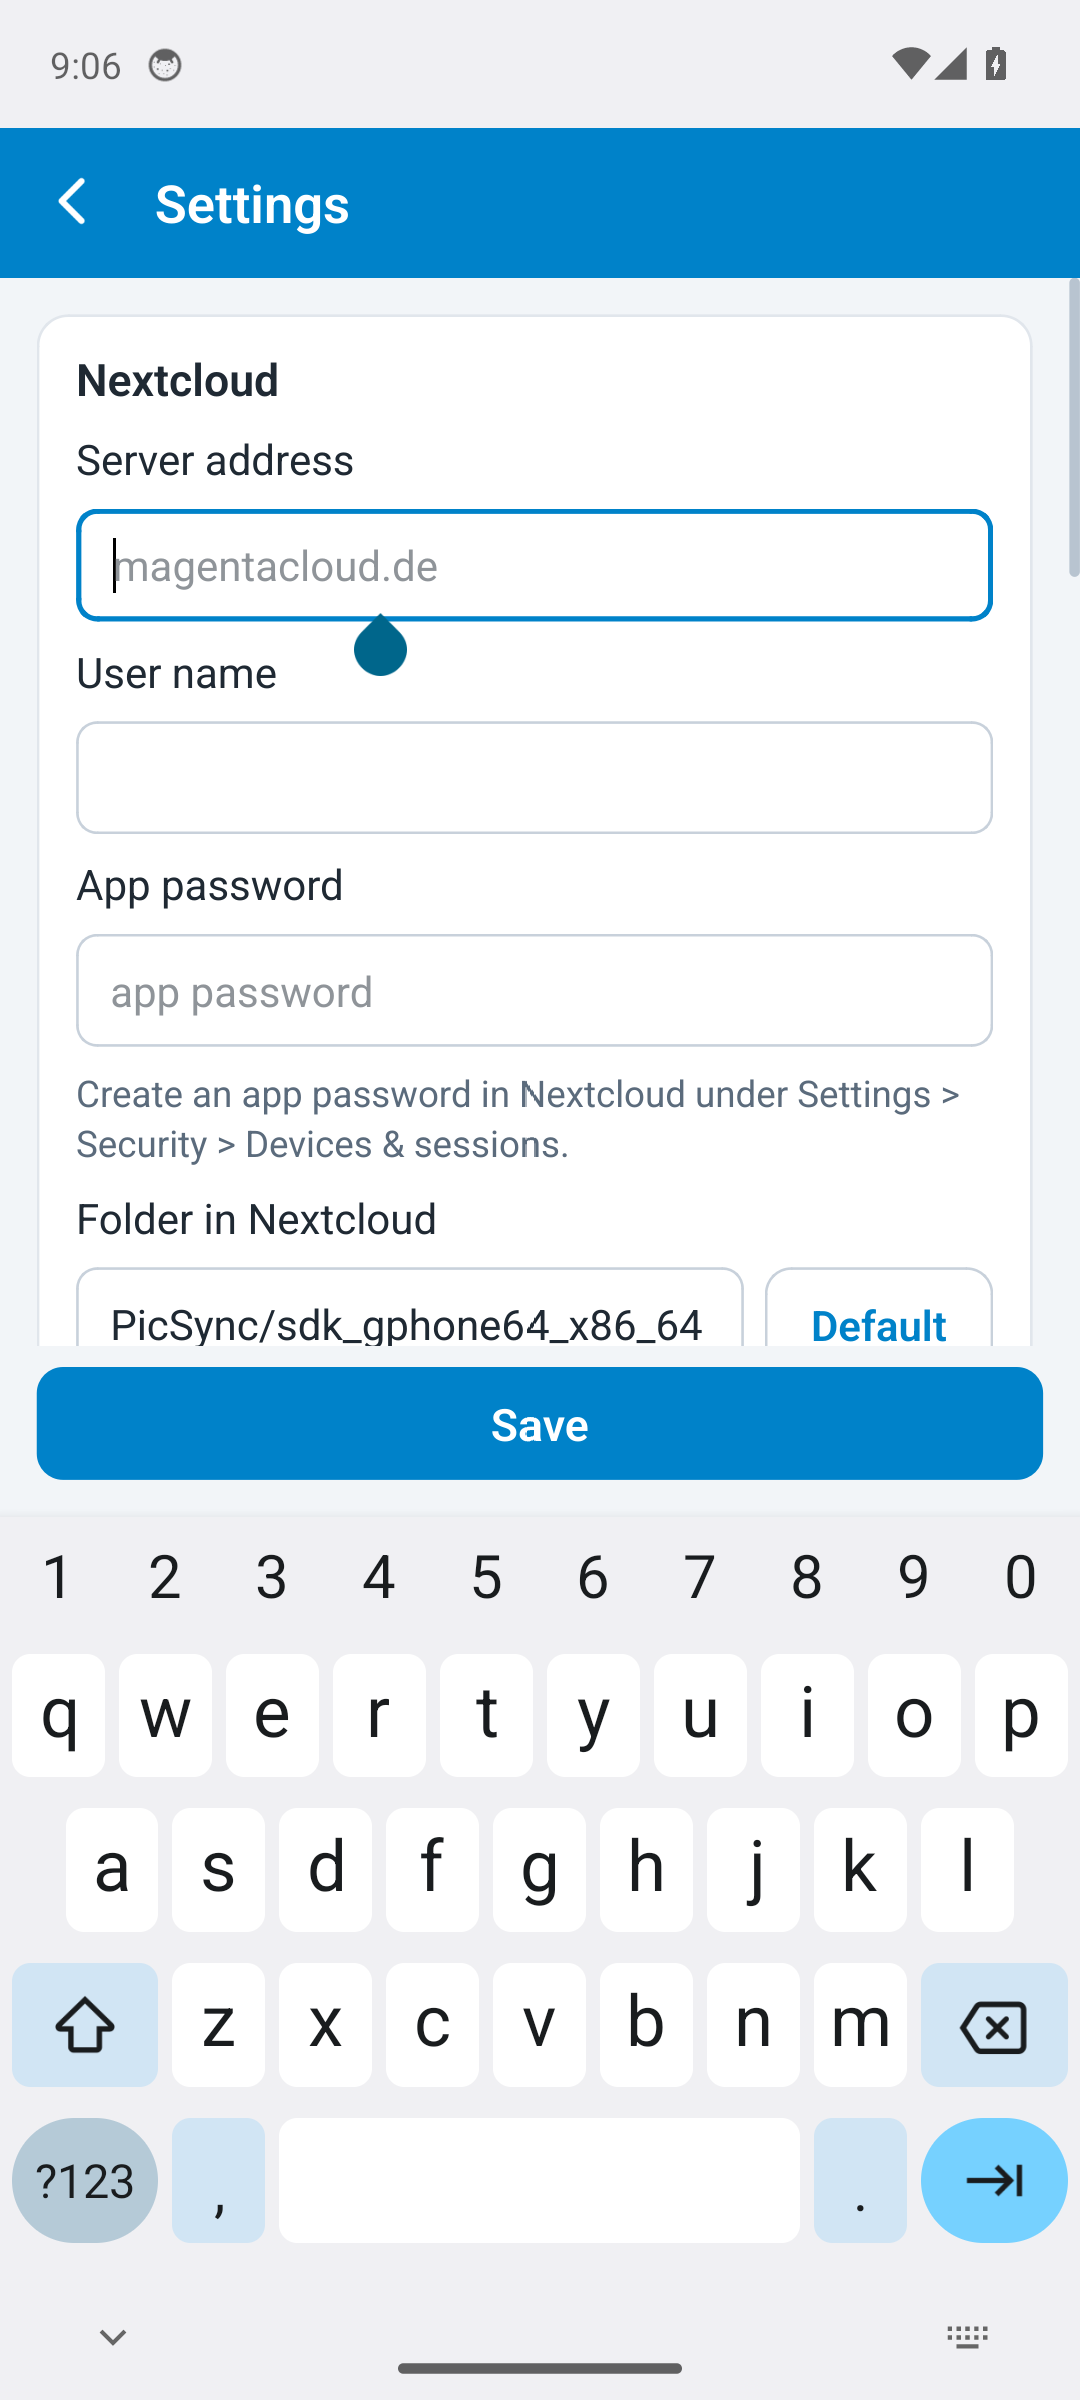 9:06
Settings
Nextcloud
Server address
magentacloud.de
User name
App password
app password
Create an app password in Nextcloud under Settings >
Security > Devices & sessions.
Folder in Nextcloud
PicSync/sdk_gphone64_x86_64 Default
Save
1 2 3 4 5 6 7 8 9 0
q w e r t y u i o p
a s d f g h j k l
z x c v b n m
?123 , .